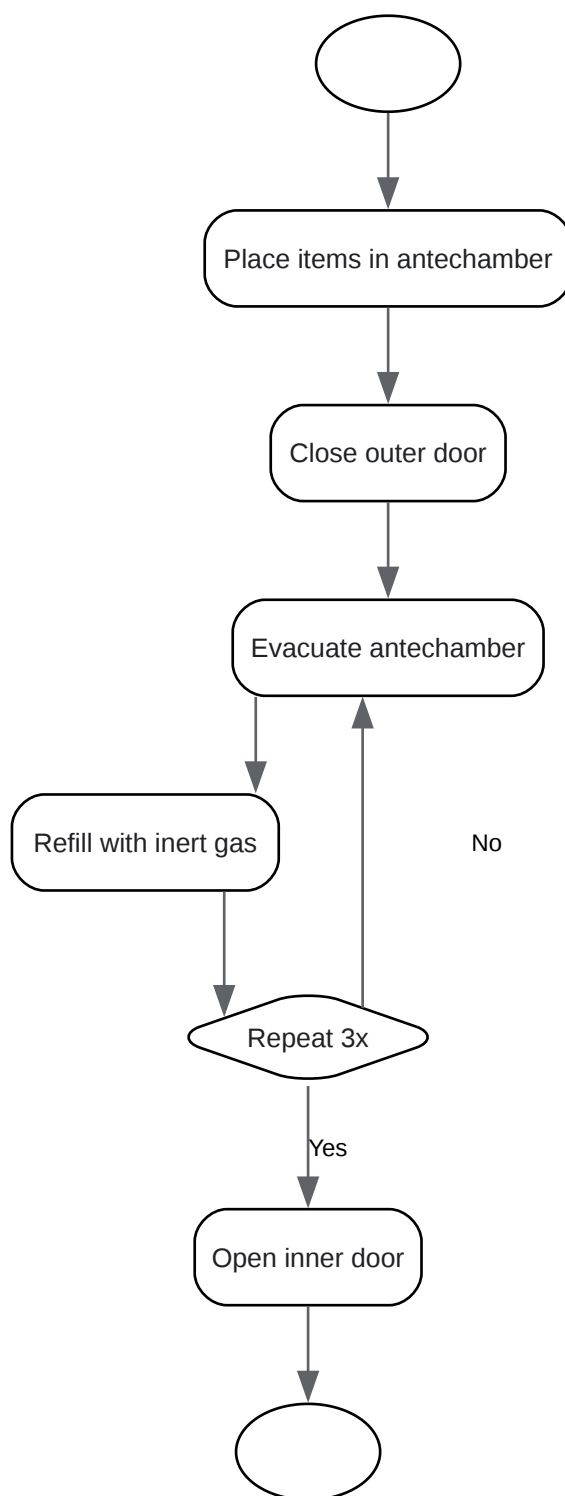 Place items in antechamber
Close outer door
Evacuate antechamber
Refill with inert gas
No
Repeat 3x
Yes
Open inner door